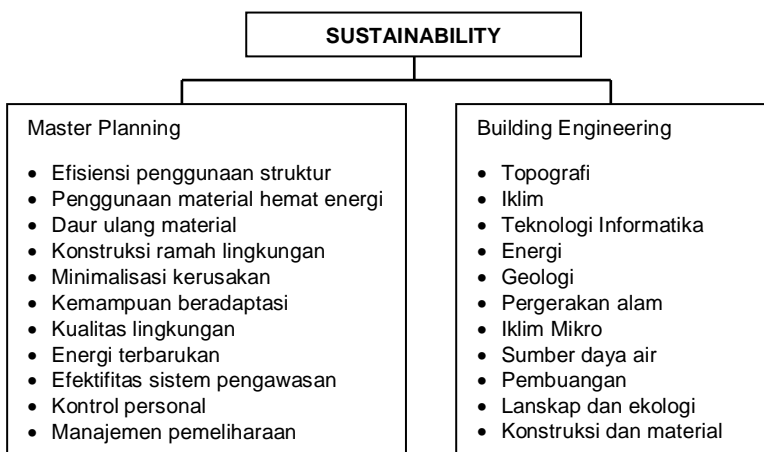 SUSTAINABILITY
Master Planning
• Efisiensi penggunaan struktur
• Penggunaan material hemat energi
• Daur ulang material
• Konstruksi ramah lingkungan
• Minimalisasi kerusakan
• Kemampuan beradaptasi
• Kualitas lingkungan
• Energi terbarukan
• Efektifitas sistem pengawasan
• Kontrol personal
• Manajemen pemeliharaan
Building Engineering
• Topografi
• Iklim
• Teknologi Informatika
• Energi
• Geologi
• Pergerakan alam
• Iklim Mikro
• Sumber daya air
• Pembuangan
• Lanskap dan ekologi
• Konstruksi dan material